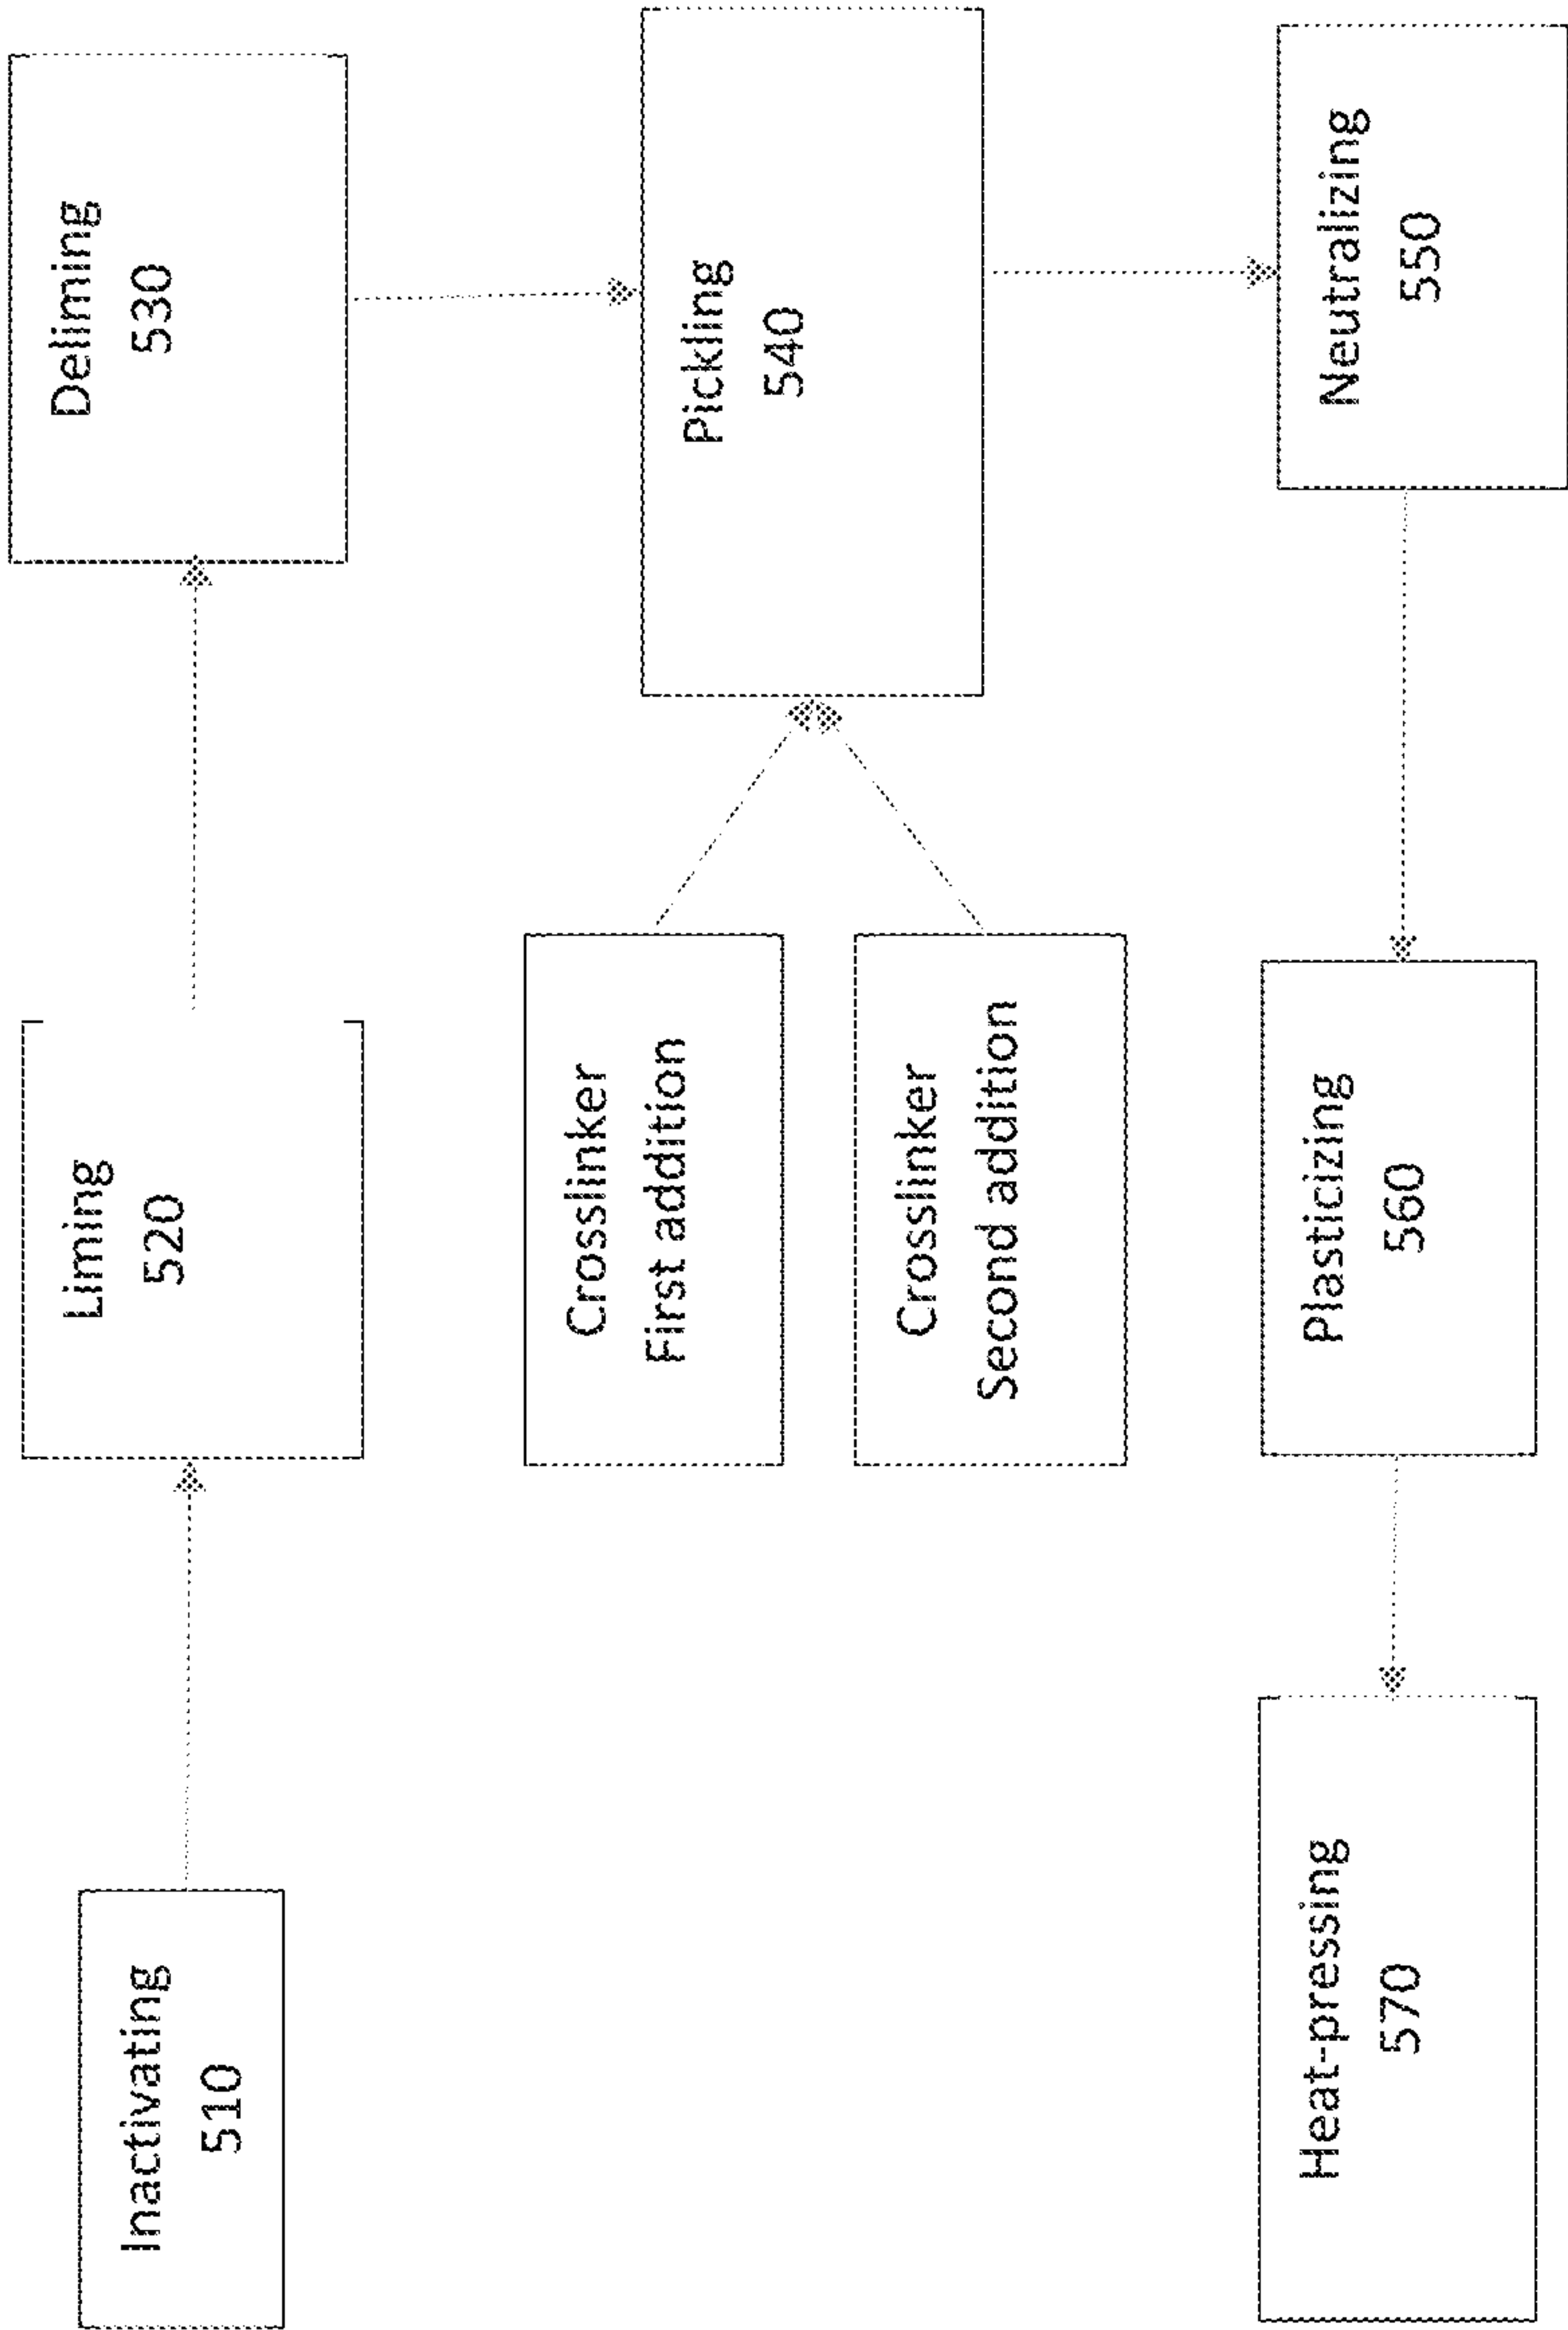 Inactivating
510
Liming
520
Deliming
530
Crosslinker
First addition
Crosslinker
Second addition
Pickling
540
Heat-pressing
570
Plasticizing
560
Neutralizing
550